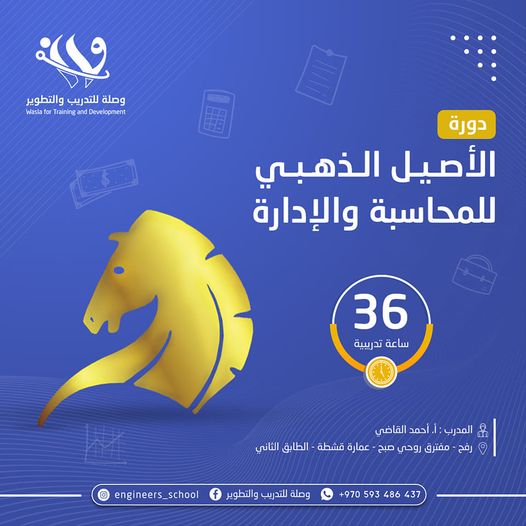 وصلة للتدريب والتطوير
Wasla for Training and Development
دورة
الأصيل الذهبي
للمحاسبة والإدارة
36
ساعة تدريبية
المدرب : أ. أحمد القاضي
رفح - مفترق روحي صبح - عمارة قشطة - الطابق الثاني
engineers_school وصلة للتدريب والتطوير +970 593 486 437